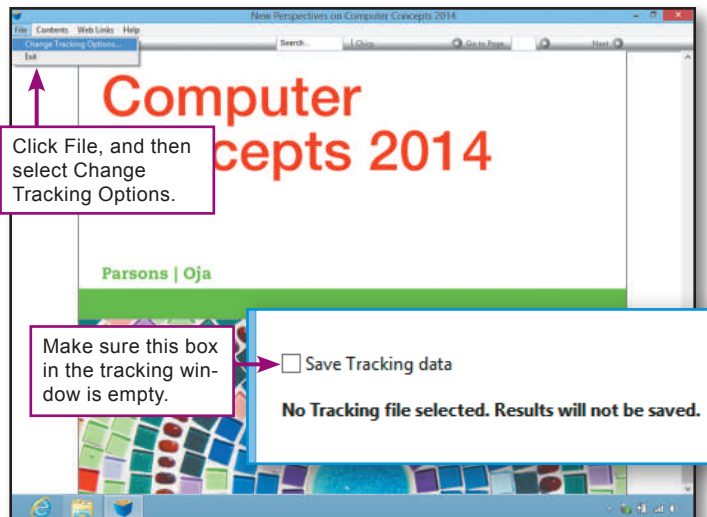 New Perspectives on Computer Concepts 2014
File Contents Web Links Help
Change Tracking Options...
Exit
Search... Go to Page Next
Computer
cepts 2014
Click File, and then
select Change
Tracking Options.
Parsons | Oja
Make sure this box
in the tracking win-
dow is empty.
Save Tracking data
No Tracking file selected. Results will not be saved.